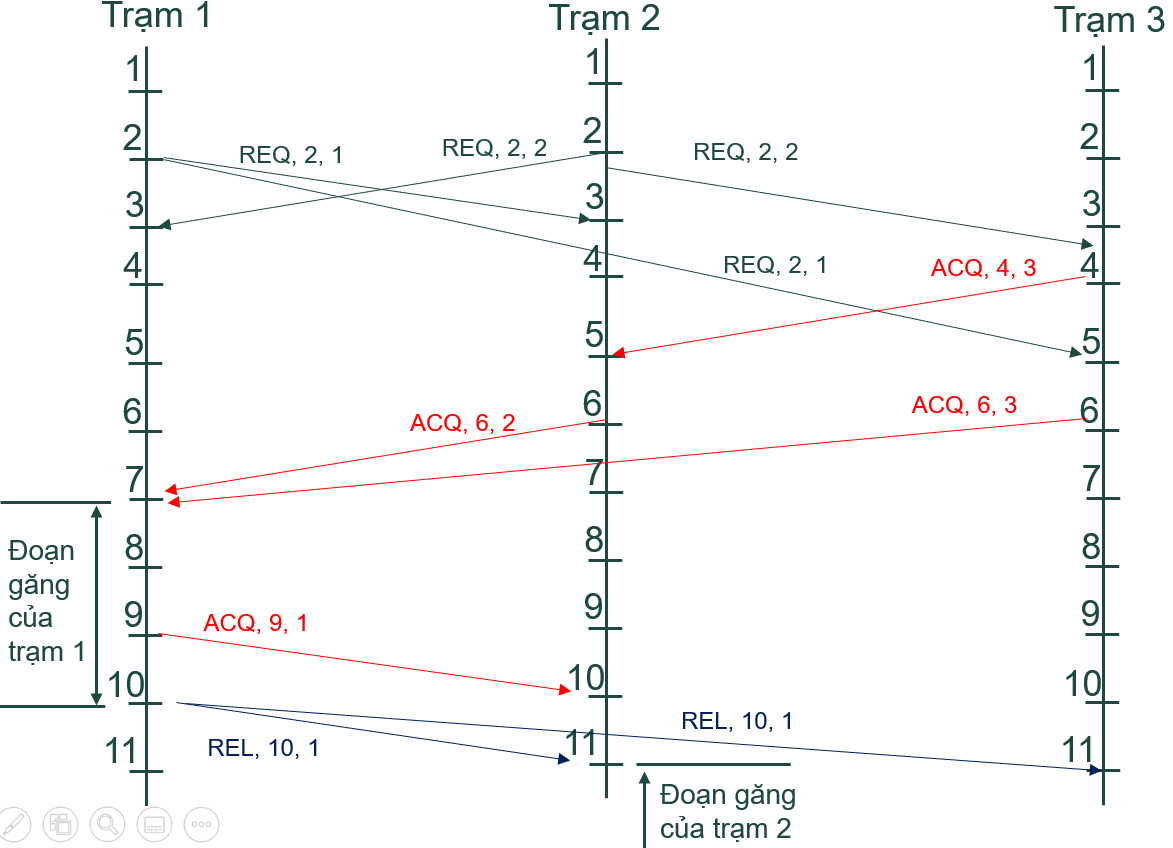 Trạm 1
Trạm 2
Trạm 3
1
1
1
2
2
2
REQ, 2, 1
REQ, 2, 2
REQ, 2, 2
3
3
3
4
4
4
REQ, 2, 1
ACQ, 4, 3
5
5
5
6
6
6
ACQ, 6, 2
ACQ, 6, 3
7
7
7
8
8
8
Đoạn
găng
của
trạm 1
9
9
9
ACQ, 9, 1
10
10
10
REL, 10, 1
REL, 10, 1
11
11
11
Đoạn găng
của trạm 2